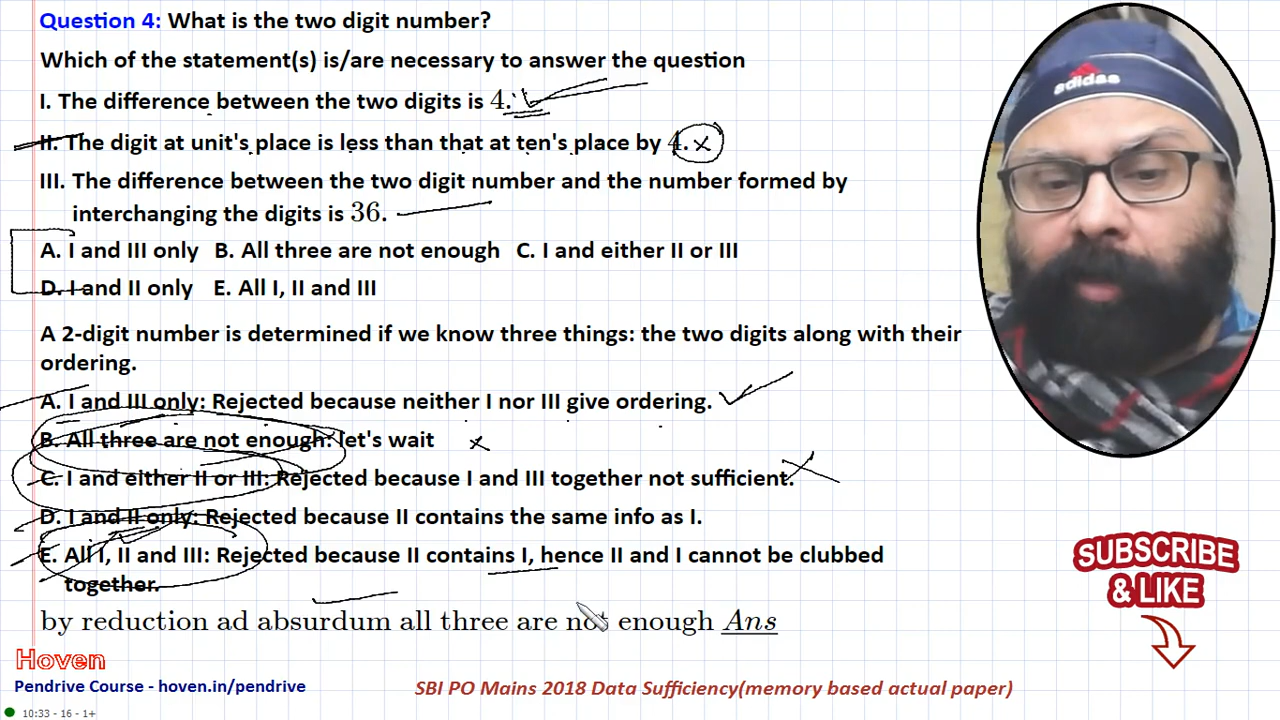 Question 4: What is the two digit number?
Which of the statement(s) is/are necessary to answer the question
I. The difference between the two digits is 4.
II. The digit at unit's place is less than that at ten's place by 4.
III. The difference between the two digit number and the number formed by
interchanging the digits is 36.
A. I and III only B. All three are not enough C. I and either II or III
D. I and II only E. All I, II and III
A 2-digit number is determined if we know three things: the two digits along with their
ordering.
A. I and III only: Rejected because neither I nor III give ordering.
B. All three are not enough: let's wait
C. I and either II or III: Rejected because I and III together not sufficient.
D. I and II only: Rejected because II contains the same info as I.
E. All I, II and III: Rejected because II contains I, hence II and I cannot be clubbed
together.
by reduction ad absurdum all three are not enough Ans
adidas
SUBSCRIBE
& LIKE
Hoven
Pendrive Course - hoven.in/pendrive
SBI PO Mains 2018 Data Sufficiency(memory based actual paper)
10:33 - 16 - 1+